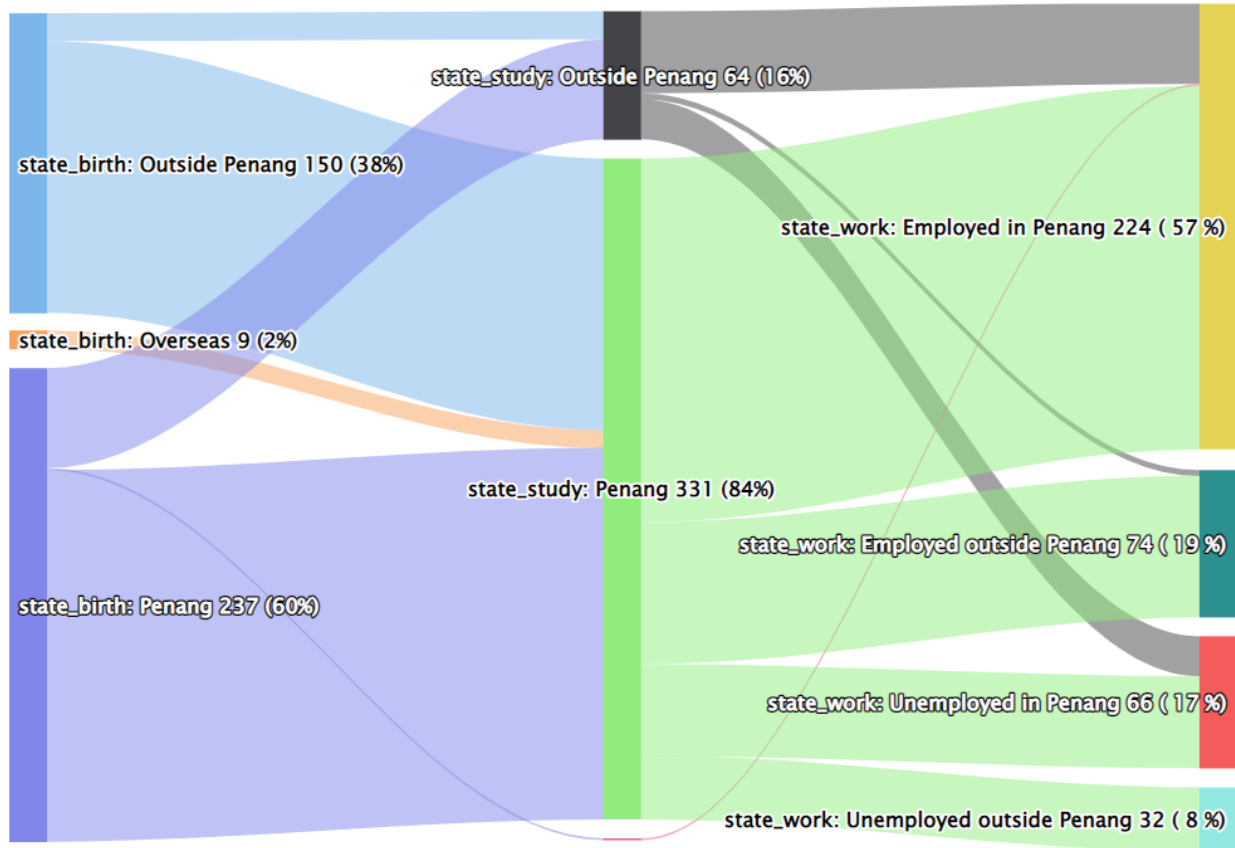 state_study: Outside Penang 64 (16%)
state_birth: Outside Penang 150 (38%)
state_work: Employed in Penang 224 ( 57 %)
state_birth: Overseas 9 (2%)
state_study: Penang 331 (84%)
state_work: Employed outside Penang 74 ( 19 %)
state_birth: Penang 237 (60%)
state_work: Unemployed in Penang 66 ( 17 %)
state_work: Unemployed outside Penang 32 ( 8 %)